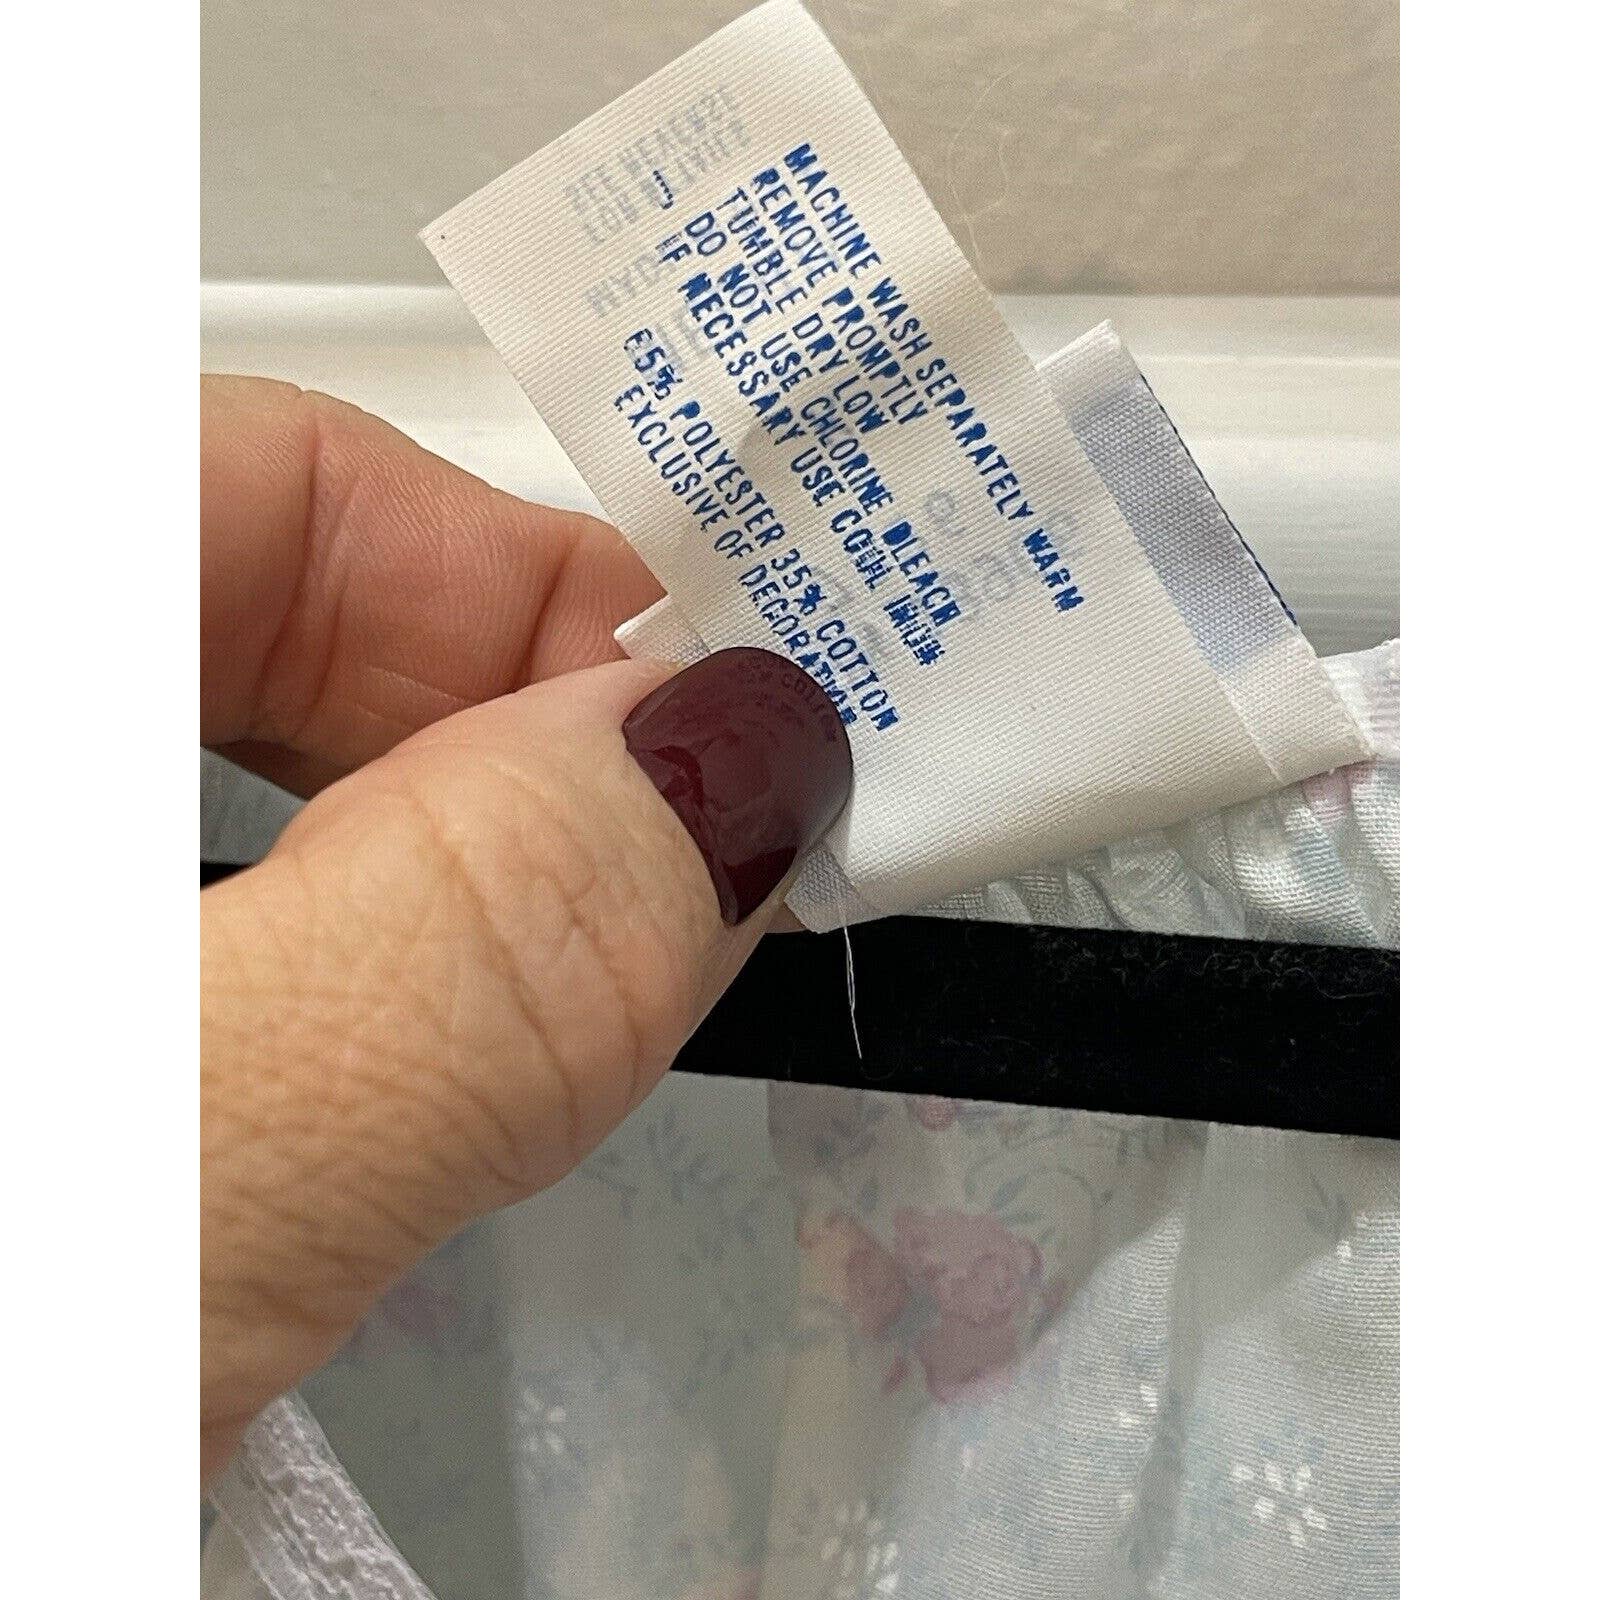 MACHINE WASH SEPARATELY WARM
REMOVE PROMPTLY
TUMBLE DRY LOW
DO NOT USE CHLORINE BLEACH
IF NECESSARY USE COOL IRON
65% POLYESTER 35% COTTON
EXCLUSIVE OF DECORATION